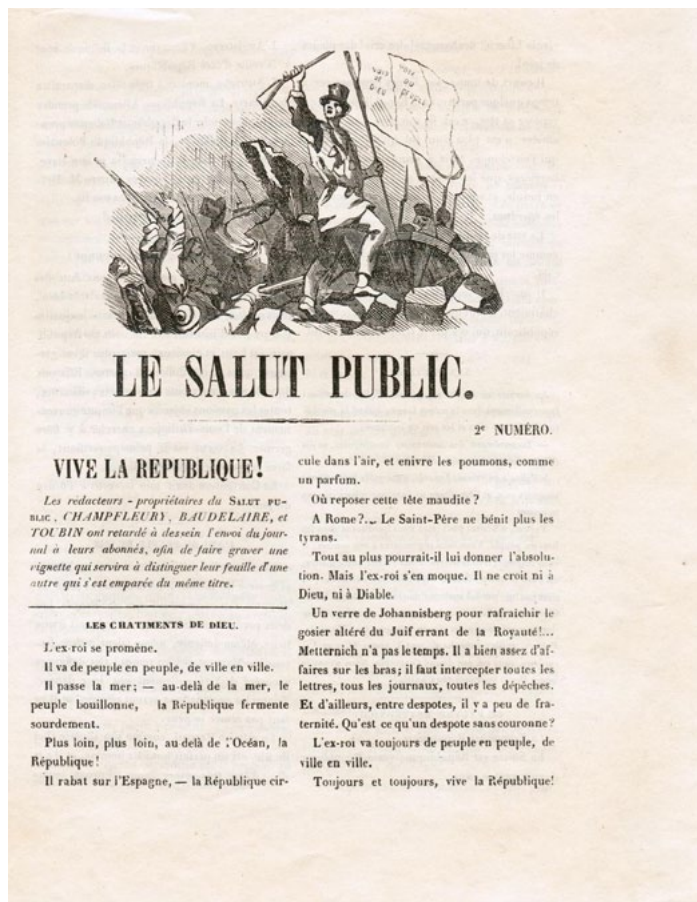 voix de Dieu
voix du peuple
LE SALUT PUBLIC.
2e NUMÉRO.
VIVE LA REPUBLIQUE!
Les rédacteurs-propriétaires du SALUT PU-
BLIC, CHAMPFLEURY, BAUDELAIRE, et
TOUBIN ont retardé à dessein l'envoi du jour-
nal à leurs abonnés, afin de faire graver une
vignette qui servira à distinguer leur feuille d'une
autre qui s'est emparée du même titre.
LES CHATIMENTS DE DIEU.
L'ex-roi se promène.
Il va de peuple en peuple, de ville en ville.
Il passe la mer; — au-delà de la mer, le
peuple bouillonne, la République fermente
sourdement.
Plus loin, plus loin, au-delà de l'Océan, la
République!
Il rabat sur l'Espagne, — la République cir-
cule dans l'air, et enivre les poumons, comme
un parfum.
Où reposer cette tête maudite?
A Rome?... Le Saint-Père ne bénit plus les
tyrans.
Tout au plus pourrait-il lui donner l'absolu-
tion. Mais l'ex-roi s'en moque. Il ne croit ni à
Dieu, ni à Diable.
Un verre de Johannisberg pour rafraîchir le
gosier altéré du Juif errant de la Royauté!...
Metternich n'a pas le temps. Il a bien assez d'af-
faires sur les bras; il faut intercepter toutes les
lettres, tous les journaux, toutes les dépêches.
Et d'ailleurs, entre despotes, il y a peu de fra-
ternité. Qu'est ce qu'un despote sans couronne?
L'ex-roi va toujours de peuple en peuple, de
ville en ville.
Toujours et toujours, vive la République!